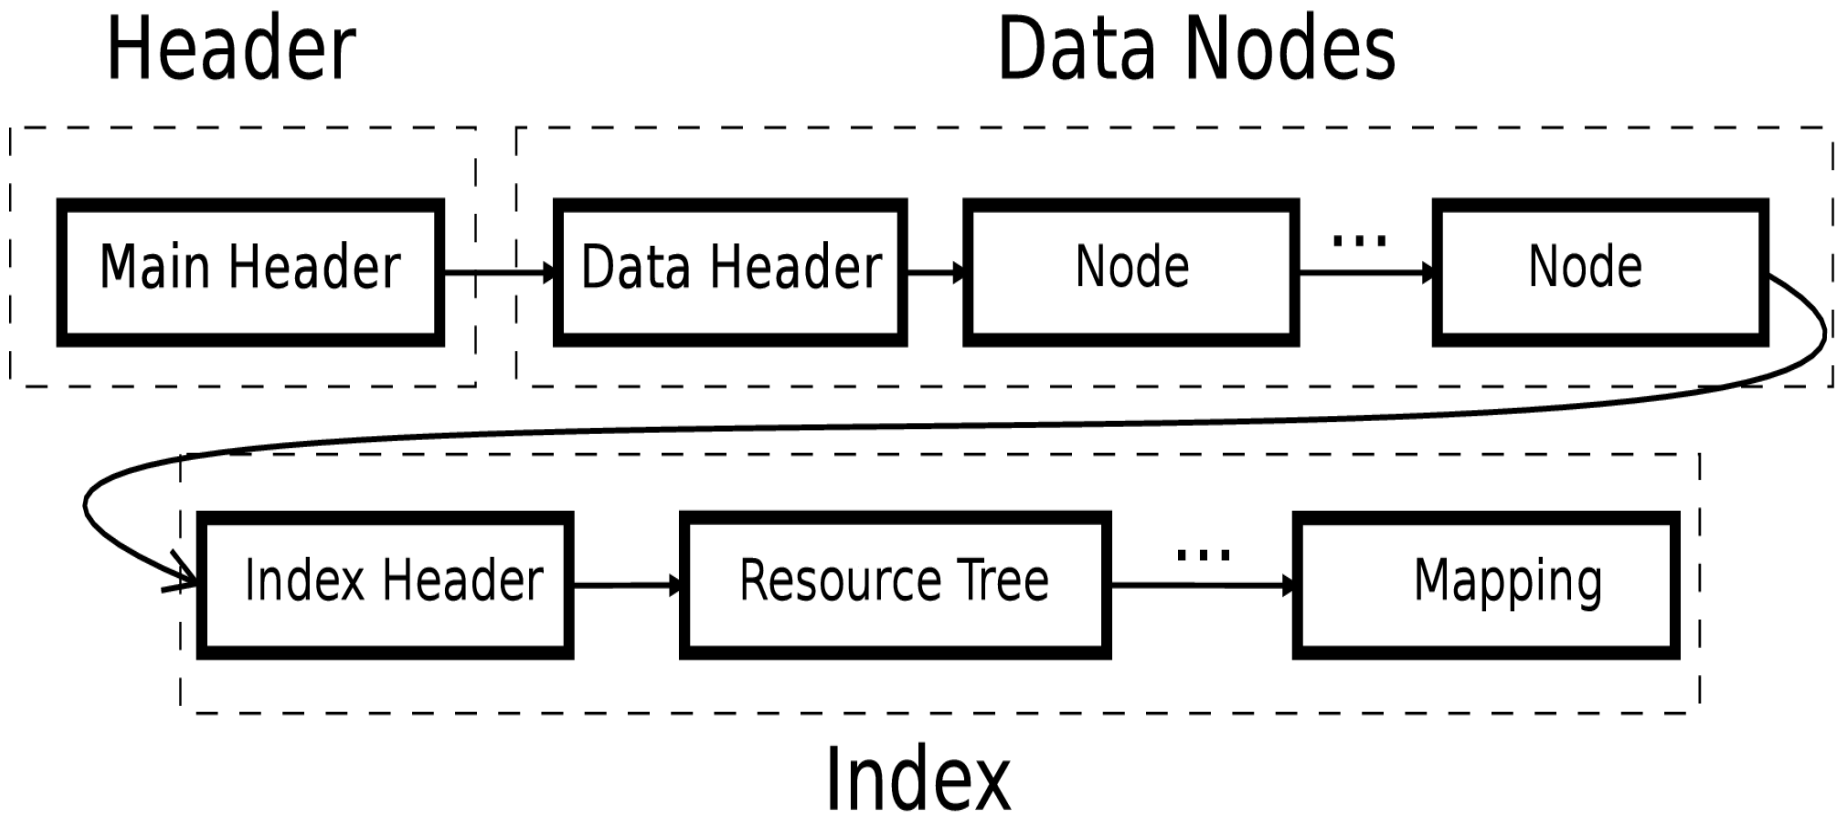 Header
Data Nodes
Main Header
Data Header
Node
...
Node
Index Header
Resource Tree
...
Mapping
Index